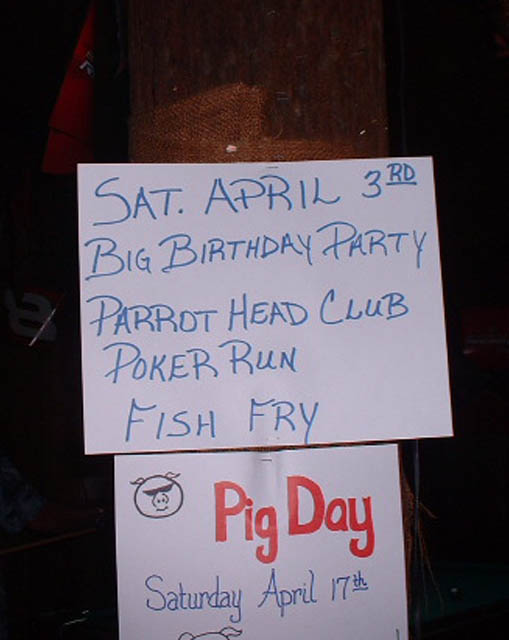 SAT. APRIL 3RD
BIG BIRTHDAY PARTY
PARROT HEAD CLUB
POKER RUN
FISH FRY
Pig Day
Saturday April 17th